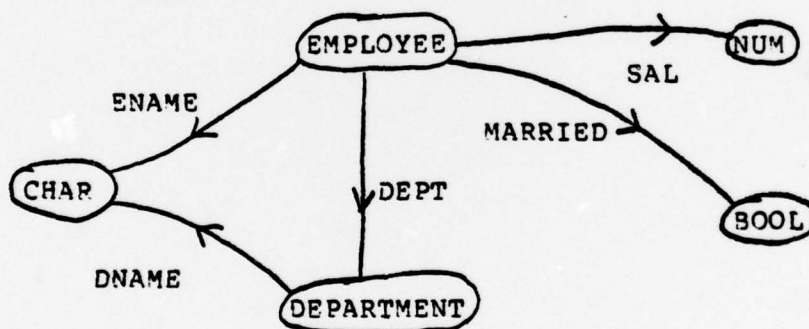 EMPLOYEE
NUM
SAL
ENAME
MARRIED
CHAR
DEPT
BOOL
DNAME
DEPARTMENT